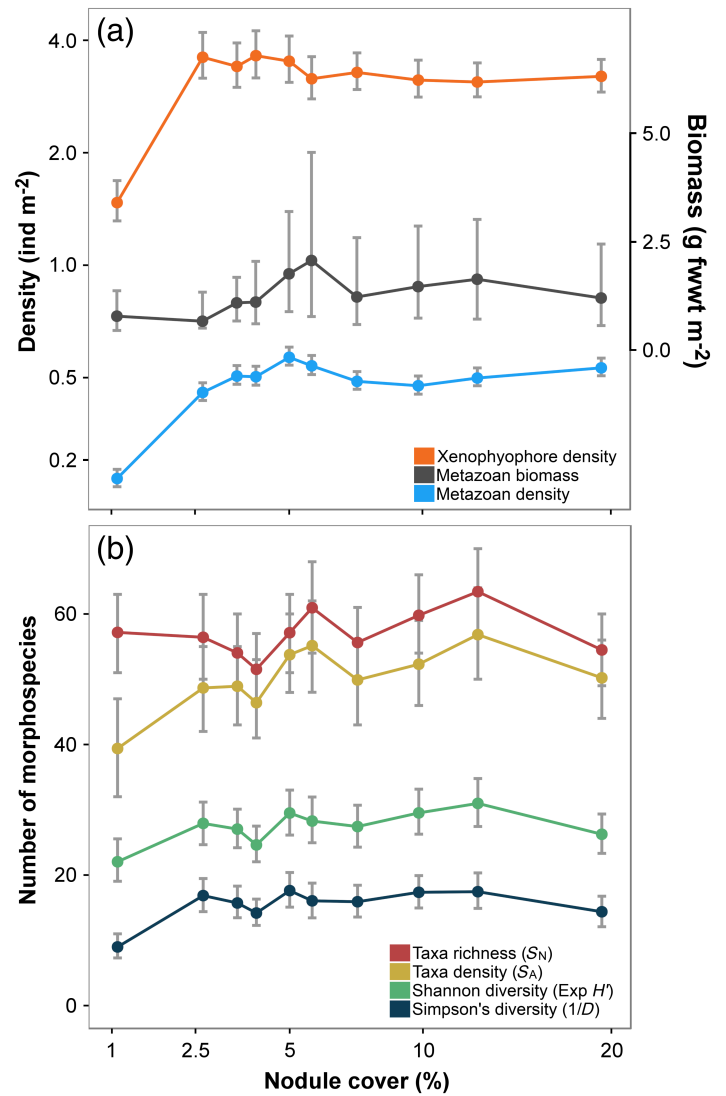 (a)
4.0
2.0
1.0
0.5
0.2
Density (ind m-2)
5.0
2.5
0.0
Biomass (g fwwt m-2)
Xenophyophore density
Metazoan biomass
Metazoan density
(b)
60
40
20
0
Number of morphospecies
Taxa richness (SN)
Taxa density (SA)
Shannon diversity (Exp H′)
Simpson's diversity (1/D)
1 2.5 5 10 20
Nodule cover (%)